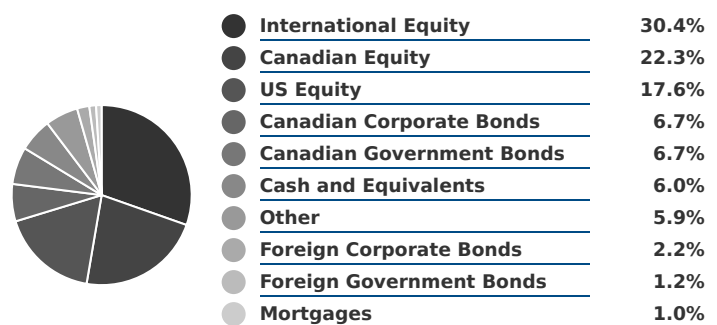 International Equity 30.4%
Canadian Equity 22.3%
US Equity 17.6%
Canadian Corporate Bonds 6.7%
Canadian Government Bonds 6.7%
Cash and Equivalents 6.0%
Other 5.9%
Foreign Corporate Bonds 2.2%
Foreign Government Bonds 1.2%
Mortgages 1.0%